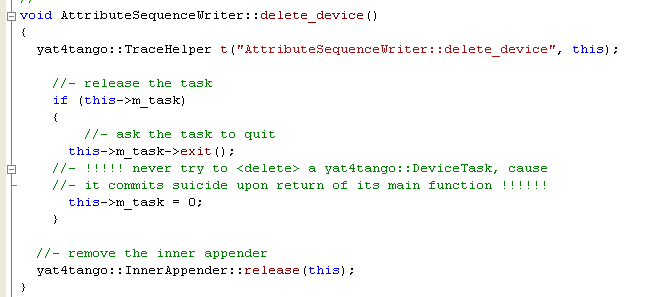 void AttributeSequenceWriter::delete_device()
{
yat4tango::TraceHelper t("AttributeSequenceWriter::delete_device", this);
//- release the task
if (this->m_task)
{
//- ask the task to quit
this->m_task->exit();
//- !!!!! never try to <delete> a yat4tango::DeviceTask, cause
//- it commits suicide upon return of its main function !!!!!!
this->m_task = 0;
}
//- remove the inner appender
yat4tango::InnerAppender::release(this);
}